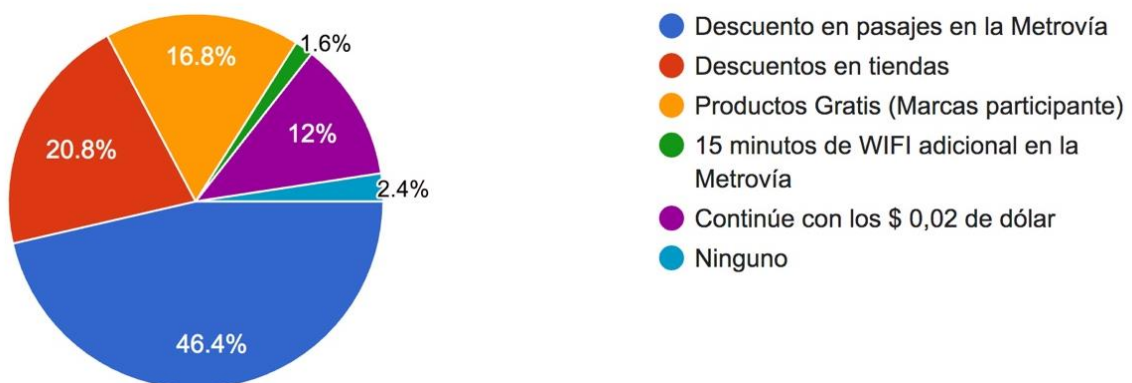 16.8%
1.6%
20.8%
12%
2.4%
46.4%
Descuento en pasajes en la Metrovía
Descuentos en tiendas
Productos Gratis (Marcas participante)
15 minutos de WIFI adicional en la
Metrovía
Continúe con los $ 0,02 de dólar
Ninguno